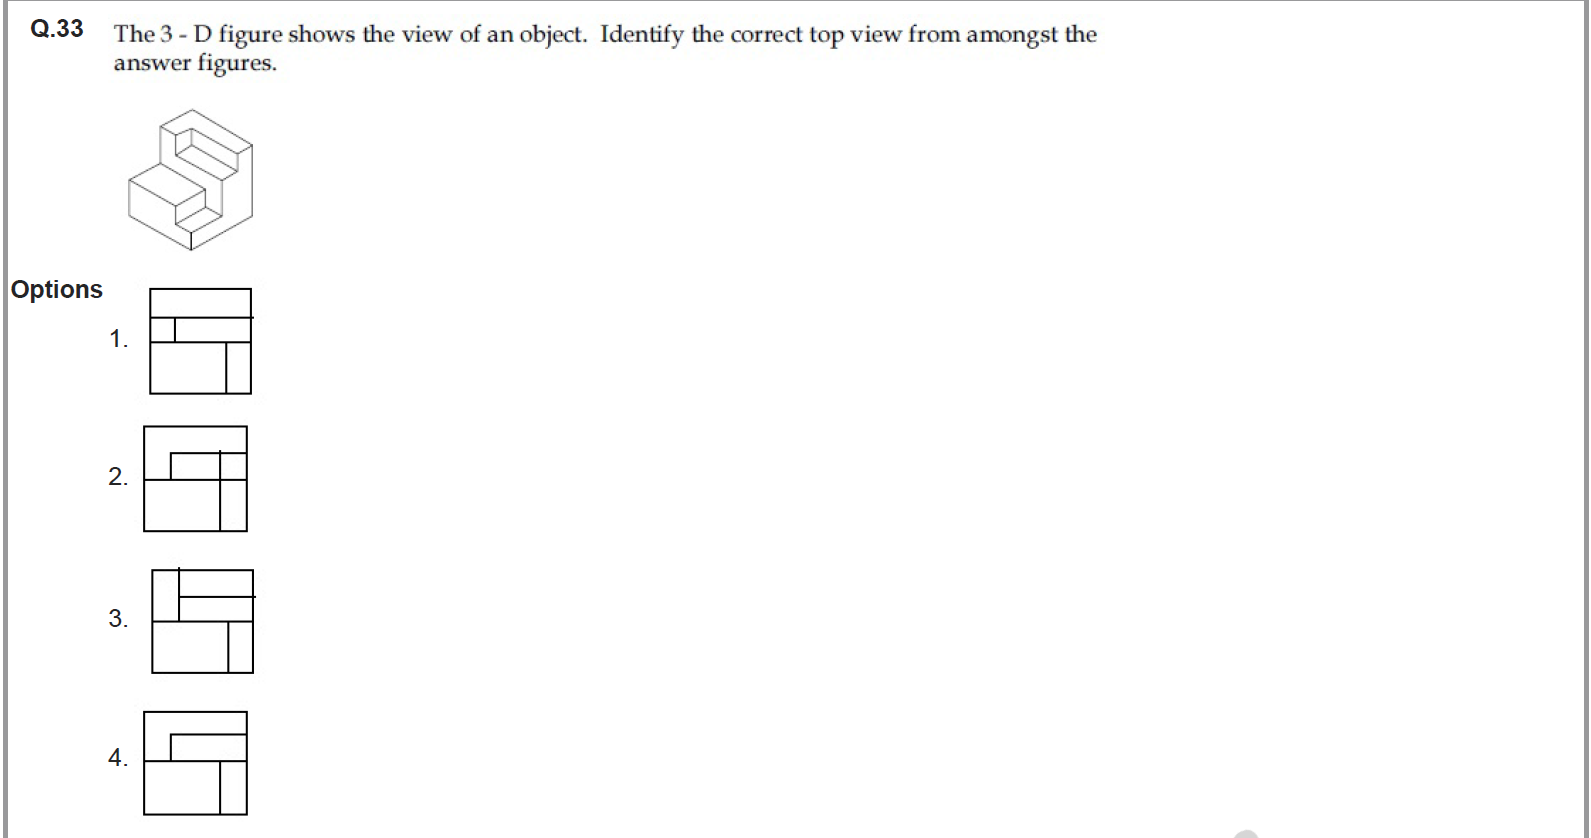 Q.33 The 3 - D figure shows the view of an object. Identify the correct top view from amongst the
answer figures.
Options
1.
2.
3.
4.